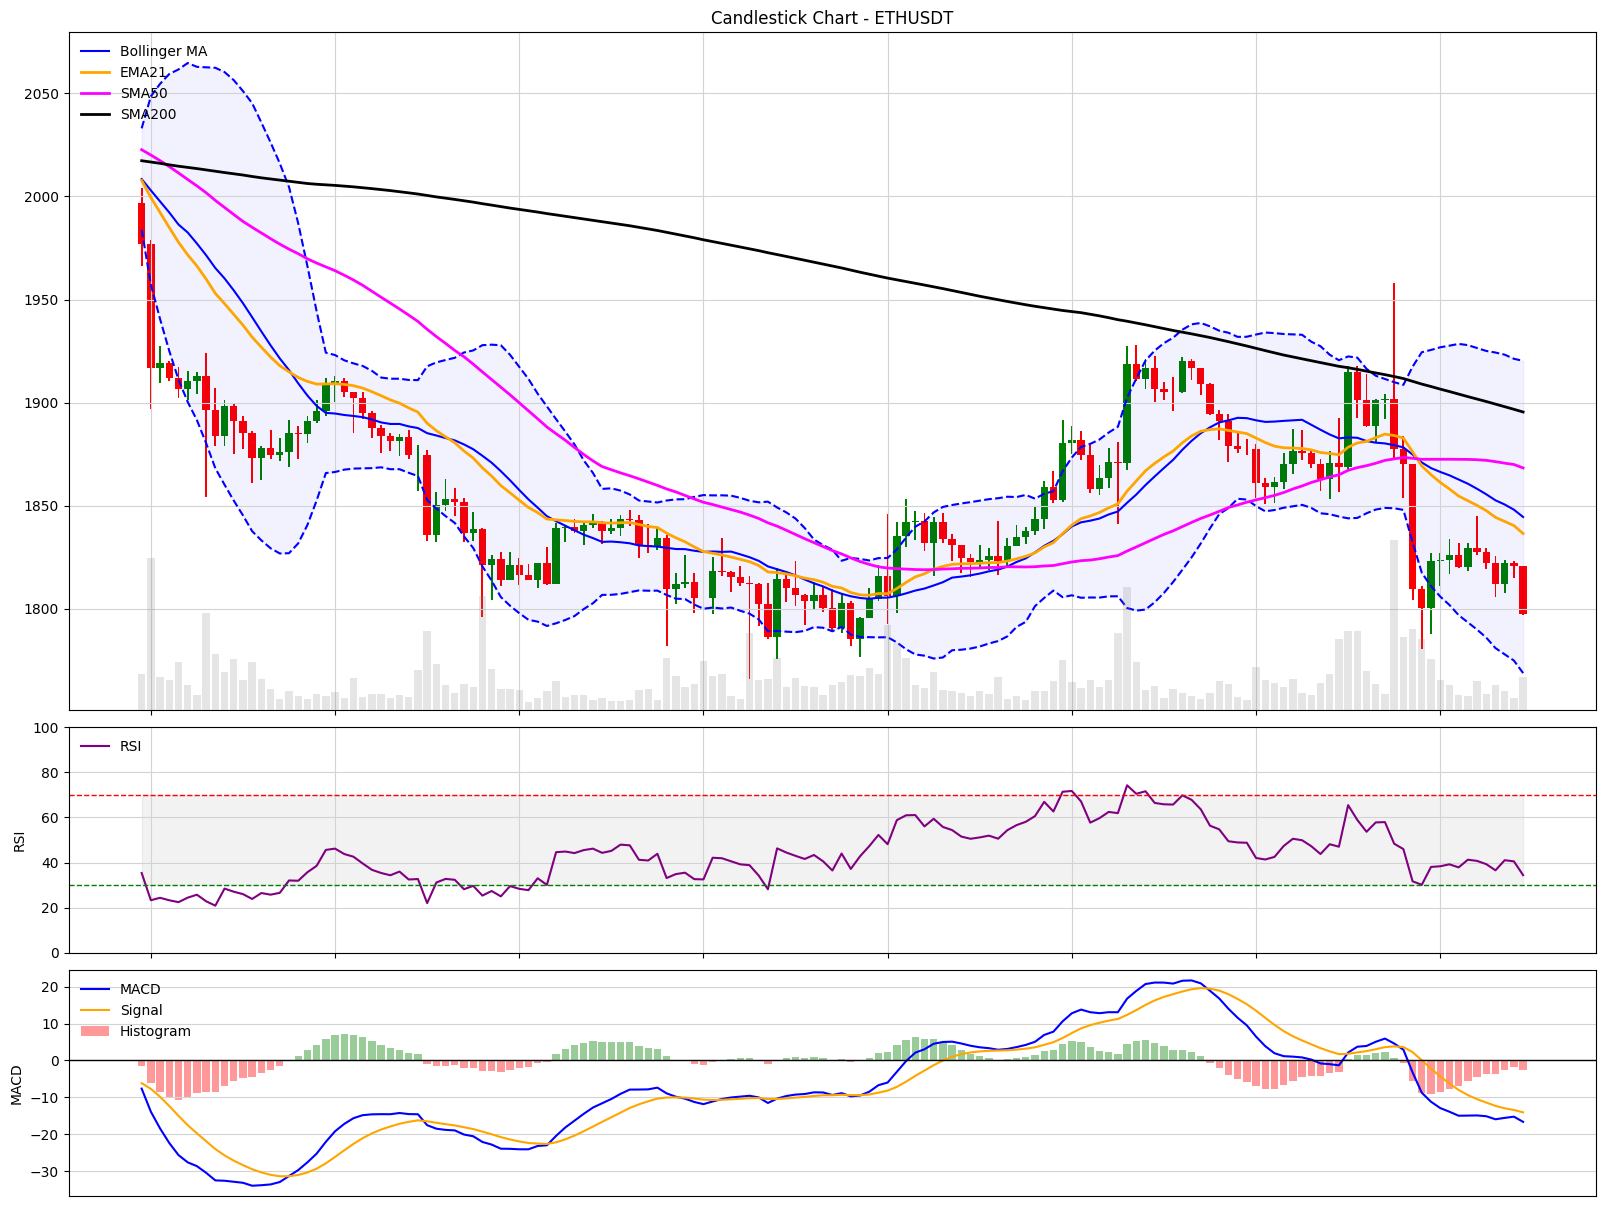 Candlestick Chart - ETHUSDT
Bollinger MA
EMA21
SMA50
SMA200
2050
2000
1950
1900
1850
1800
RSI
100
80
60
40
20
0
RSI
MACD
Signal
Histogram
20
10
0
−10
−20
−30
MACD